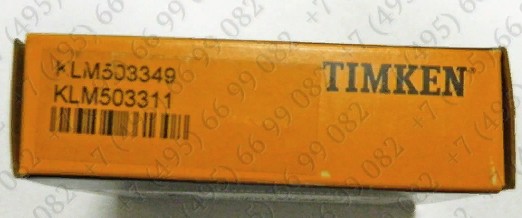 KLM503349
KLM503311
TIMKEN
+7 (495) 66 99 082